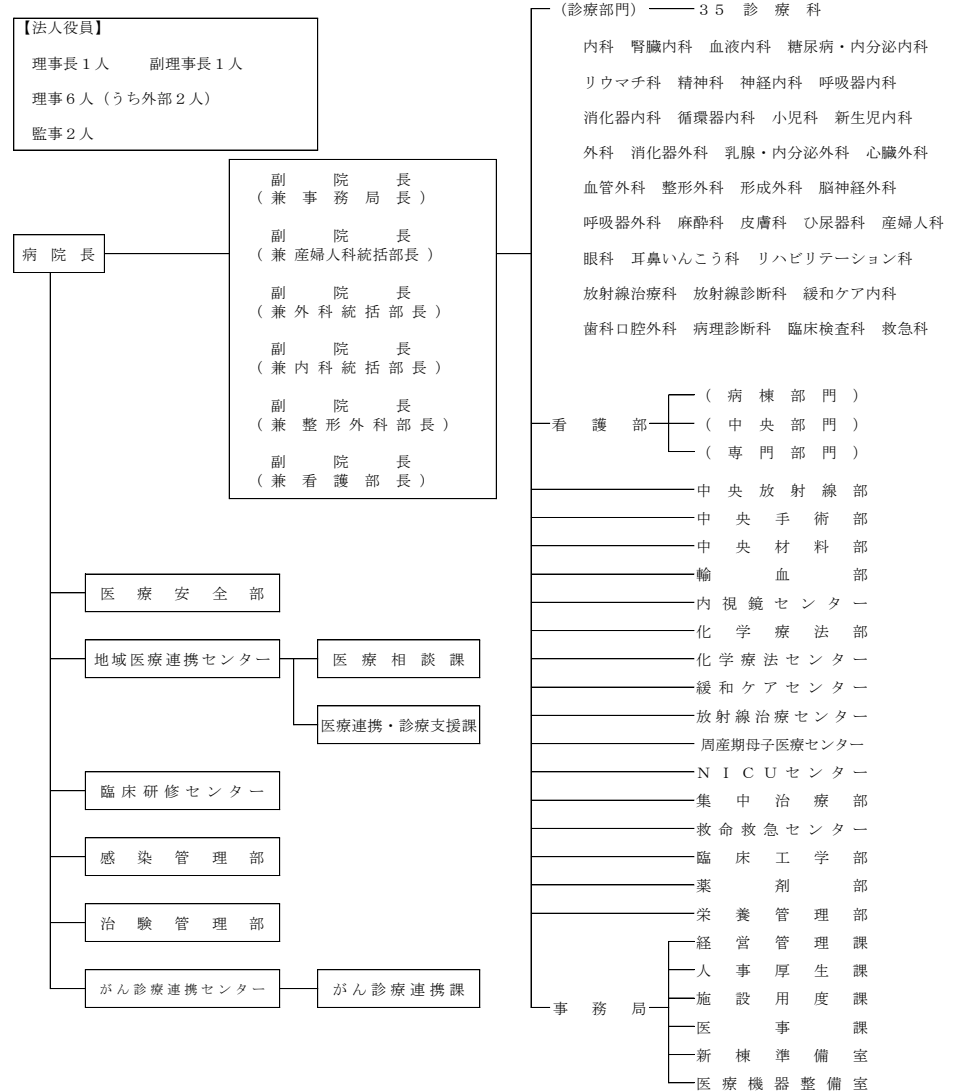 【法人役員】
理事長１人　　副理事長１人
理事６人（うち外部２人）
監事２人
病院長
副院長
（兼事務局長）
副院長
（兼産婦人科統括部長）
副院長
（兼外科統括部長）
副院長
（兼内科統括部長）
副院長
（兼整形外科部長）
副院長
（兼看護部長）
医療安全部
地域医療連携センター
医療相談課
医療連携・診療支援課
臨床研修センター
感染管理部
治験管理部
がん診療連携センター
がん診療連携課
（診療部門）
３５診療科
内科　腎臓内科　血液内科　糖尿病・内分泌内科
リウマチ科　精神科　神経内科　呼吸器内科
消化器内科　循環器内科　小児科　新生児内科
外科　消化器外科　乳腺・内分泌外科　心臓外科
血管外科　整形外科　形成外科　脳神経外科
呼吸器外科　麻酔科　皮膚科　ひ尿器科　産婦人科
眼科　耳鼻いんこう科　リハビリテーション科
放射線治療科　放射線診断科　緩和ケア内科
歯科口腔外科　病理診断科　臨床検査科　救急科
看護部
（病棟部門）
（中央部門）
（専門部門）
中央放射線部
中央手術部
中央材料部
輸血部
内視鏡センター
化学療法部
化学療法センター
緩和ケアセンター
放射線治療センター
周産期母子医療センター
ＮＩＣＵセンター
集中治療部
救命救急センター
臨床工学部
薬剤部
栄養管理部
事務局
経営管理課
人事厚生課
施設用度課
医事課
新棟準備室
医療機器整備室